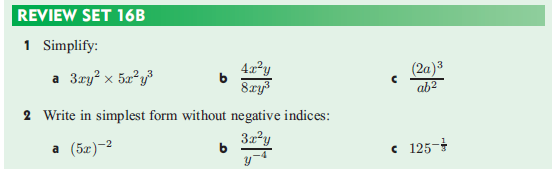 REVIEW SET 16B
1 Simplify:
a 3xy² × 5x²y³ b 4x²y/8xy³ c (2a)³/ab²
2 Write in simplest form without negative indices:
a (5x)⁻² b 3x²y/y⁻⁴ c 125^(-1/3)